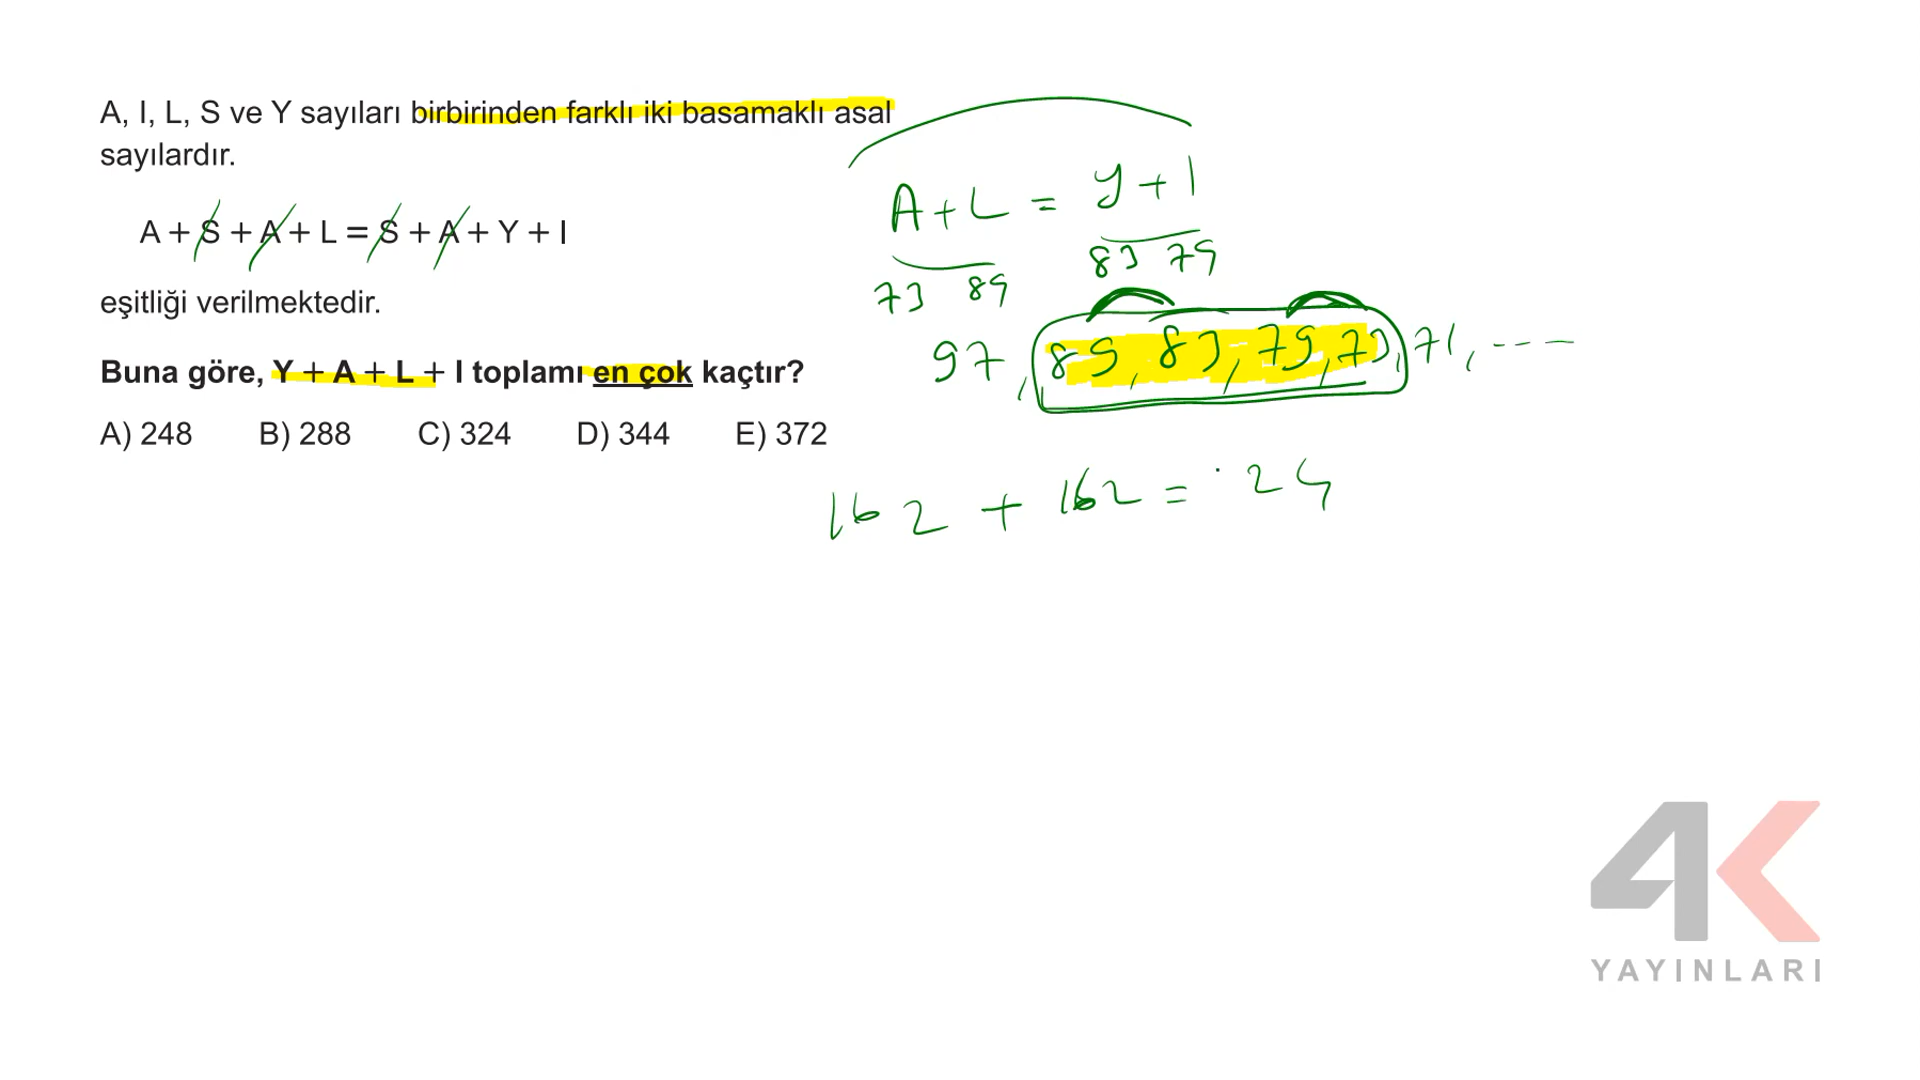 A, I, L, S ve Y sayıları birbirinden farklı iki basamaklı asal
sayılardır.
A + S + A + L = S + A + Y + I
eşitliği verilmektedir.
Buna göre, Y + A + L + I toplamı en çok kaçtır?
A) 248 B) 288 C) 324 D) 344 E) 372
A + L = Y + I
73 89 83 79
97, 89, 83, 79, 73, 71, ---
162 + 162 = 24
4K
YAYINLARI